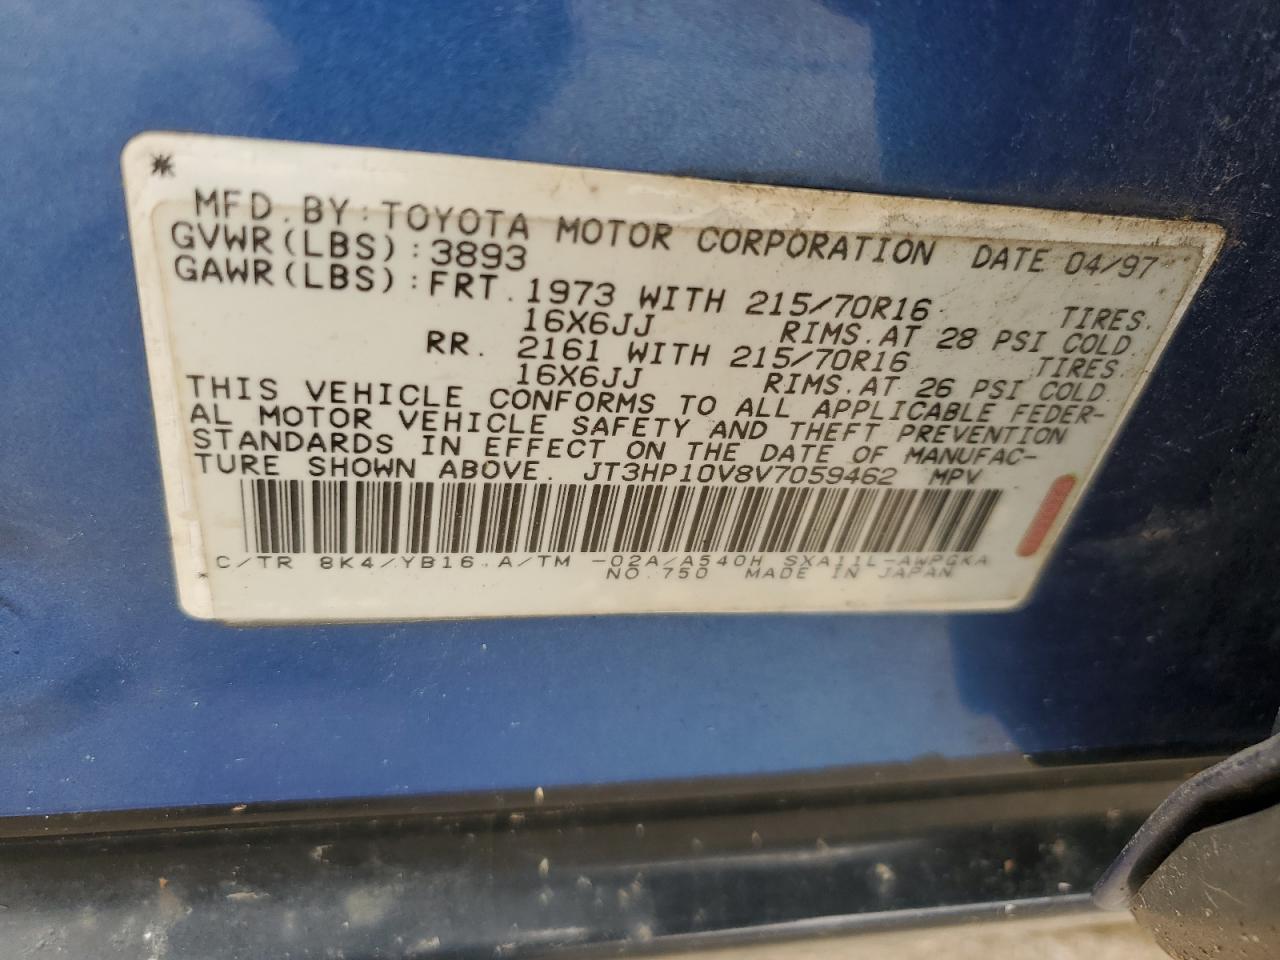 MFD. BY: TOYOTA MOTOR CORPORATION DATE 04/97
GVWR(LBS): 3893
GAWR(LBS): FRT. 1973 WITH 215/70R16 TIRES.
16X6JJ RIMS. AT 28 PSI COLD
RR. 2161 WITH 215/70R16 TIRES.
16X6JJ RIMS. AT 26 PSI COLD.
THIS VEHICLE CONFORMS TO ALL APPLICABLE FEDER-
AL MOTOR VEHICLE SAFETY AND THEFT PREVENTION
STANDARDS IN EFFECT ON THE DATE OF MANUFAC-
TURE SHOWN ABOVE. JT3HP10V8V7059462 MPV
C/TR 8K4/YB16. A/TM -02A/A540H SXA11L-AWPGKA
NO. 750 MADE IN JAPAN